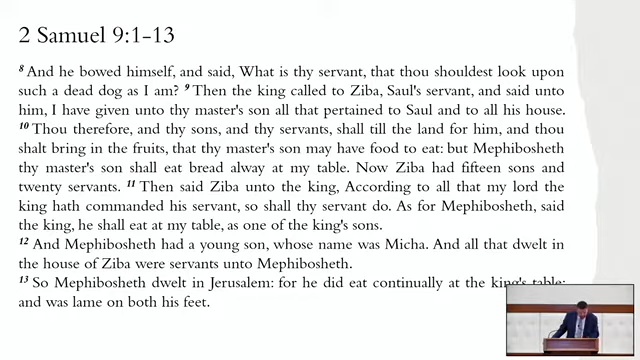 2 Samuel 9:1-13
8 And he bowed himself, and said, What is thy servant, that thou shouldest look upon
such a dead dog as I am? 9 Then the king called to Ziba, Saul's servant, and said unto
him, I have given unto thy master's son all that pertained to Saul and to all his house.
10 Thou therefore, and thy sons, and thy servants, shall till the land for him, and thou
shalt bring in the fruits, that thy master's son may have food to eat: but Mephibosheth
thy master's son shall eat bread alway at my table. Now Ziba had fifteen sons and
twenty servants. 11 Then said Ziba unto the king, According to all that my lord the
king hath commanded his servant, so shall thy servant do. As for Mephibosheth, said
the king, he shall eat at my table, as one of the king's sons.
12 And Mephibosheth had a young son, whose name was Micha. And all that dwelt in
the house of Ziba were servants unto Mephibosheth.
13 So Mephibosheth dwelt in Jerusalem: for he did eat continually at the king's table;
and was lame on both his feet.